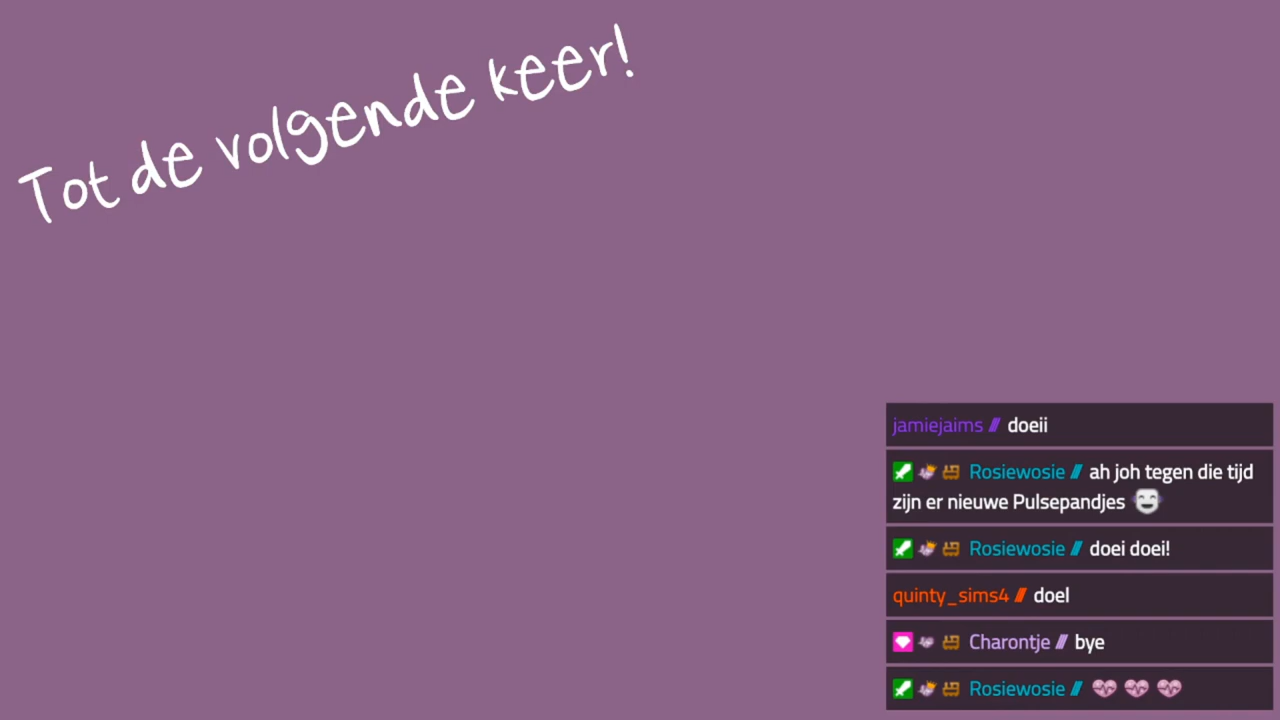 Tot de volgende keer!
jamiejaims // doeii
Rosiewosie // ah joh tegen die tijd
zijn er nieuwe Pulsepandjes
Rosiewosie // doei doei!
quinty_sims4 // doel
Charontje // bye
Rosiewosie //